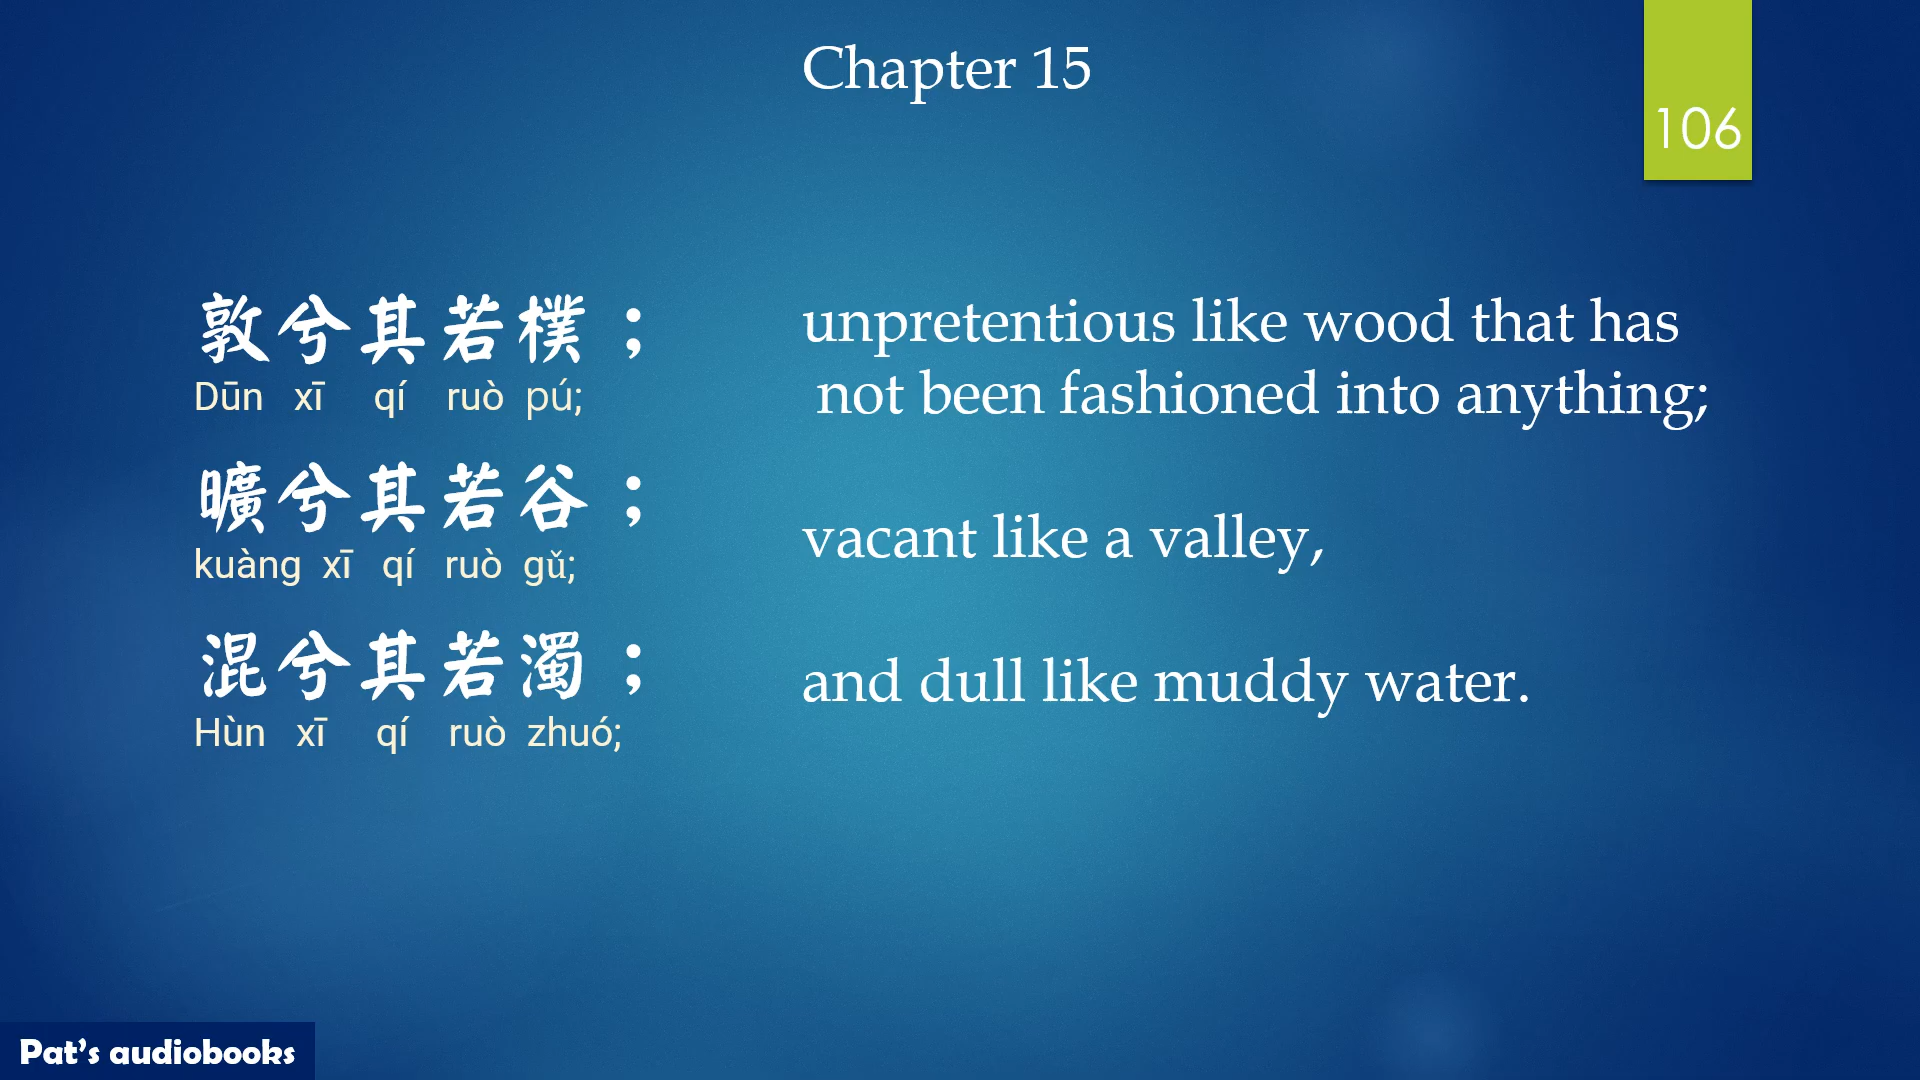 Chapter 15
106
敦兮其若樸；
Dūn xī qí ruò pú;
曠兮其若谷；
kuàng xī qí ruò gǔ;
混兮其若濁；
Hùn xī qí ruò zhuó;
unpretentious like wood that has
not been fashioned into anything;
vacant like a valley,
and dull like muddy water.
Pat's audiobooks